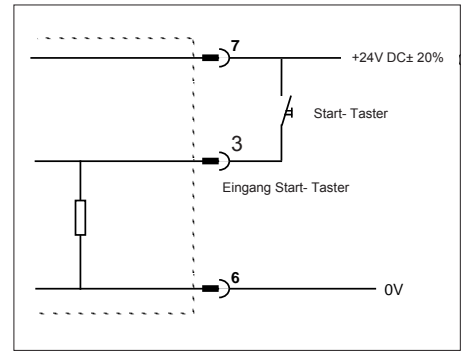 7
+24V DC± 20%
Start- Taster
3
Eingang Start- Taster
6
0V